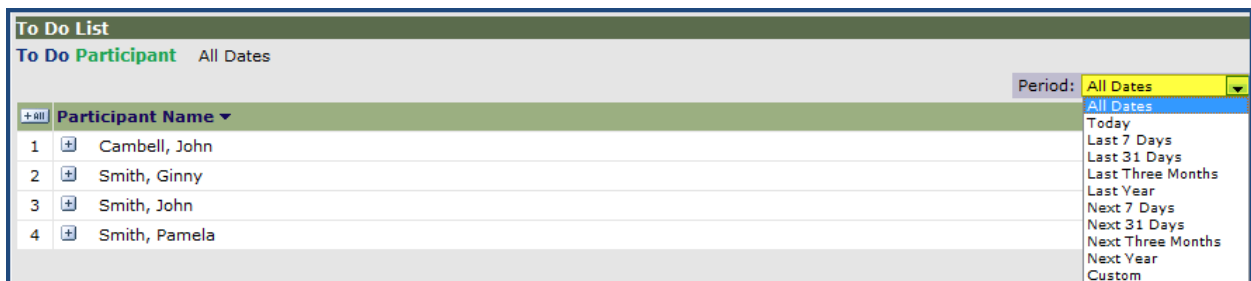 To Do List
To Do Participant All Dates
Period: All Dates
+All Participant Name
1 Cambell, John
2 Smith, Ginny
3 Smith, John
4 Smith, Pamela
All Dates
Today
Last 7 Days
Last 31 Days
Last Three Months
Last Year
Next 7 Days
Next 31 Days
Next Three Months
Next Year
Custom